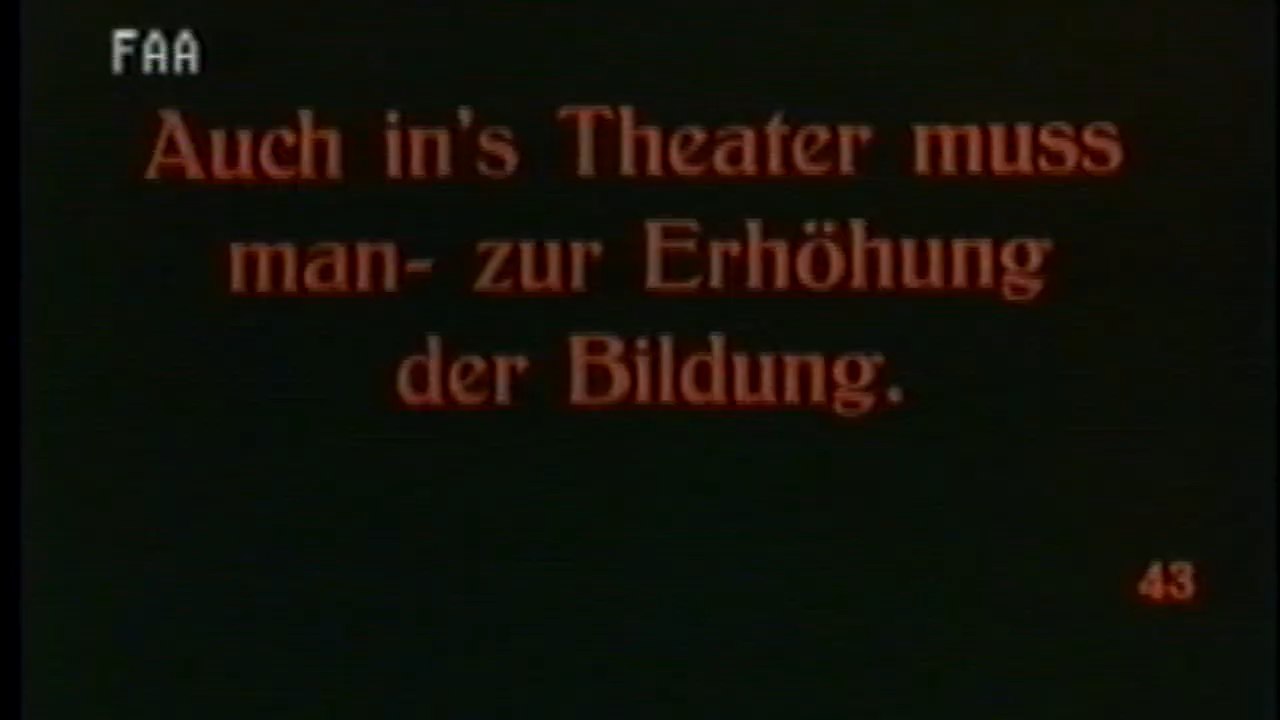 FAA
Auch in's Theater muss
man- zur Erhöhung
der Bildung.
43